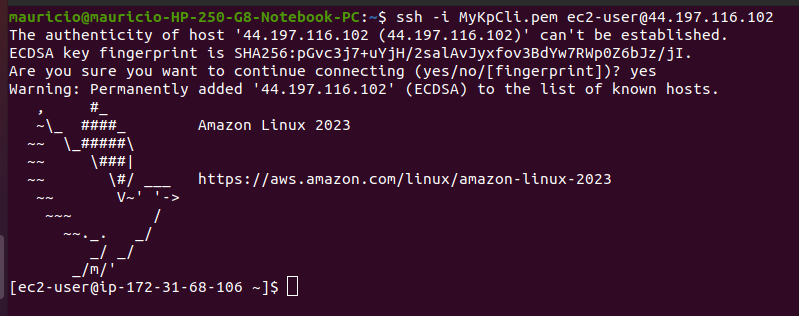 mauricio@mauricio-HP-250-G8-Notebook-PC:~$ ssh -i MyKpCli.pem ec2-user@44.197.116.102
The authenticity of host '44.197.116.102 (44.197.116.102)' can't be established.
ECDSA key fingerprint is SHA256:pGvc3j7+uYjH/2salAvJyxfov3BdYw7RWp0Z6bJz/jI.
Are you sure you want to continue connecting (yes/no/[fingerprint])? yes
Warning: Permanently added '44.197.116.102' (ECDSA) to the list of known hosts.
   ,     #_
   ~\_  ####_        Amazon Linux 2023
  ~~  \_#####\
  ~~     \###|
  ~~       \#/ ___   https://aws.amazon.com/linux/amazon-linux-2023
   ~~       V~' '->
    ~~~         /
      ~~._.   _/
         _/ _/
       _/m/'
[ec2-user@ip-172-31-68-106 ~]$